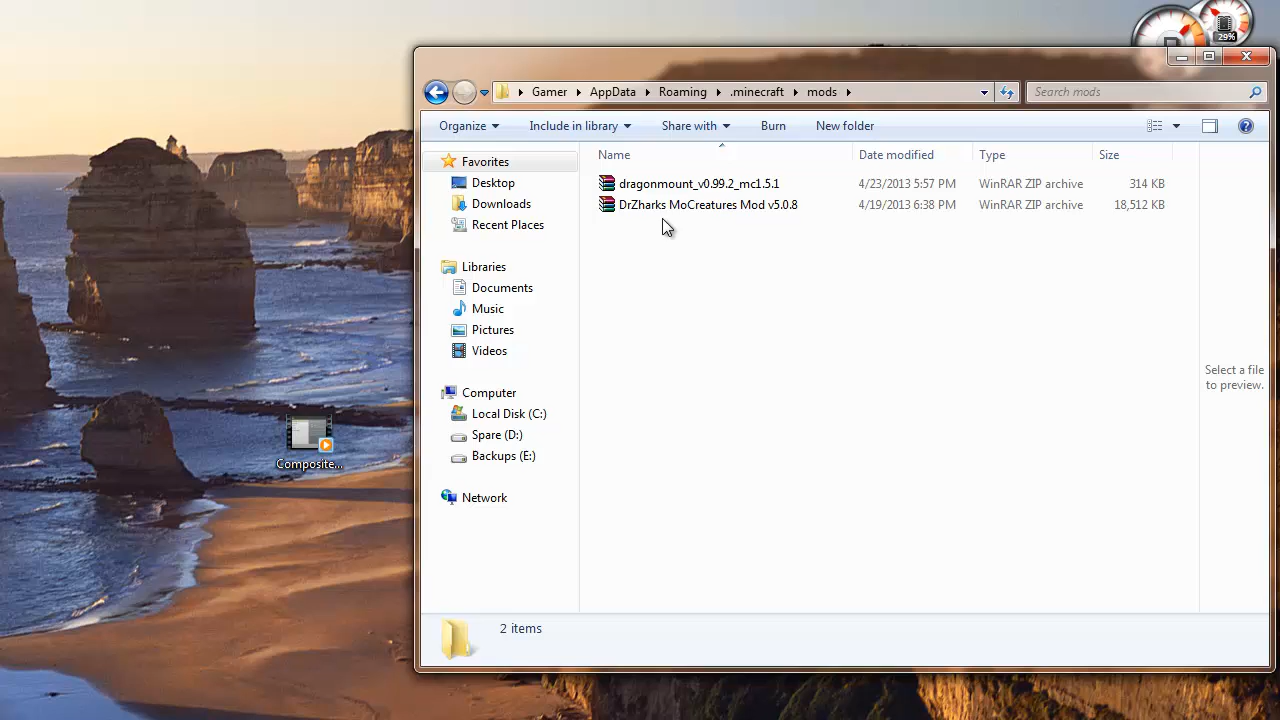 29%
Gamer AppData Roaming .minecraft mods
Search mods
Organize Include in library Share with Burn New folder
Favorites
Desktop
Downloads
Recent Places
Libraries
Documents
Music
Pictures
Videos
Computer
Local Disk (C:)
Spare (D:)
Backups (E:)
Network
Name Date modified Type Size
dragonmount_v0.99.2_mc1.5.1 4/23/2013 5:57 PM WinRAR ZIP archive 314 KB
DrZharks MoCreatures Mod v5.0.8 4/19/2013 6:38 PM WinRAR ZIP archive 18,512 KB
Select a file
to preview.
2 items
Composite...